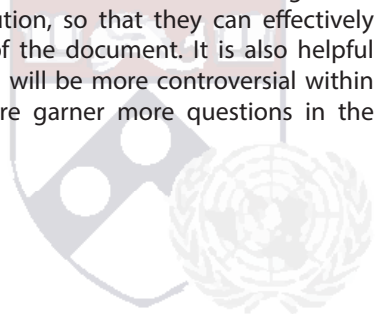 ution, so that they can effectively
of the document. It is also helpful
will be more controversial within
re garner more questions in the